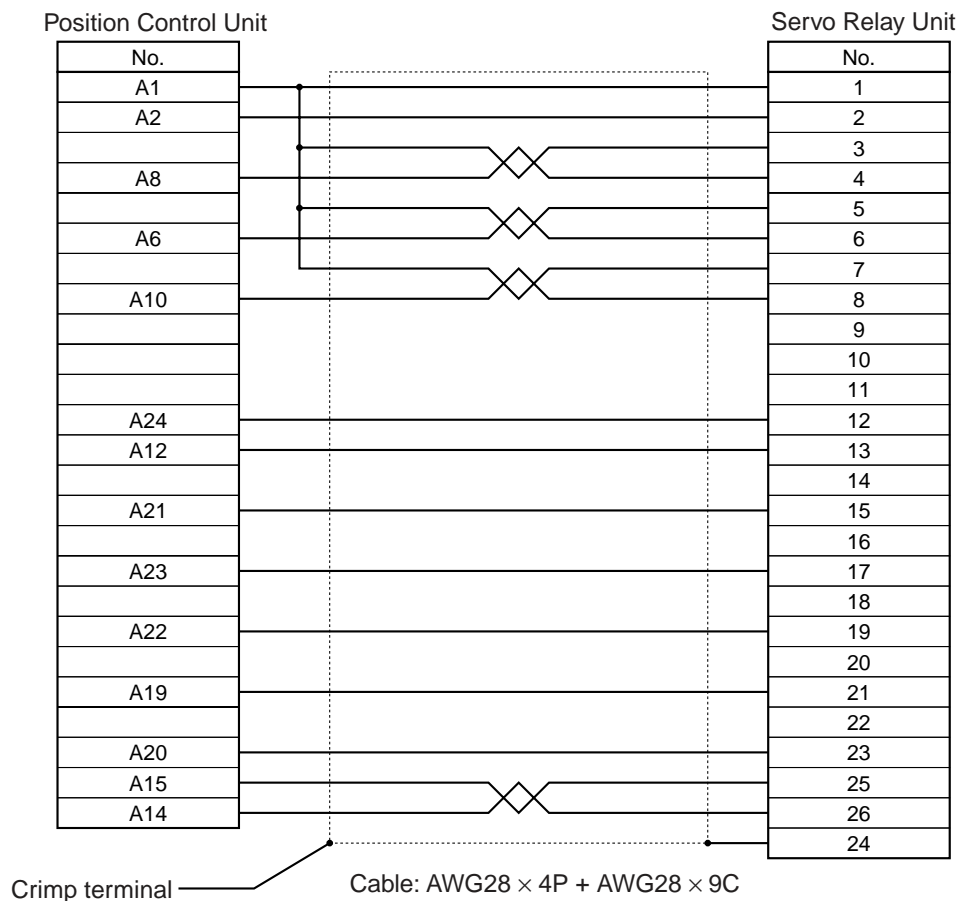 Position Control Unit Servo Relay Unit
No. No.
A1 1
A2 2
3
A8 4
5
A6 6
7
A10 8
9
10
11
A24 12
A12 13
14
A21 15
16
A23 17
18
A22 19
20
A19 21
22
A20 23
A15 25
A14 26
24
Crimp terminal
Cable: AWG28 × 4P + AWG28 × 9C